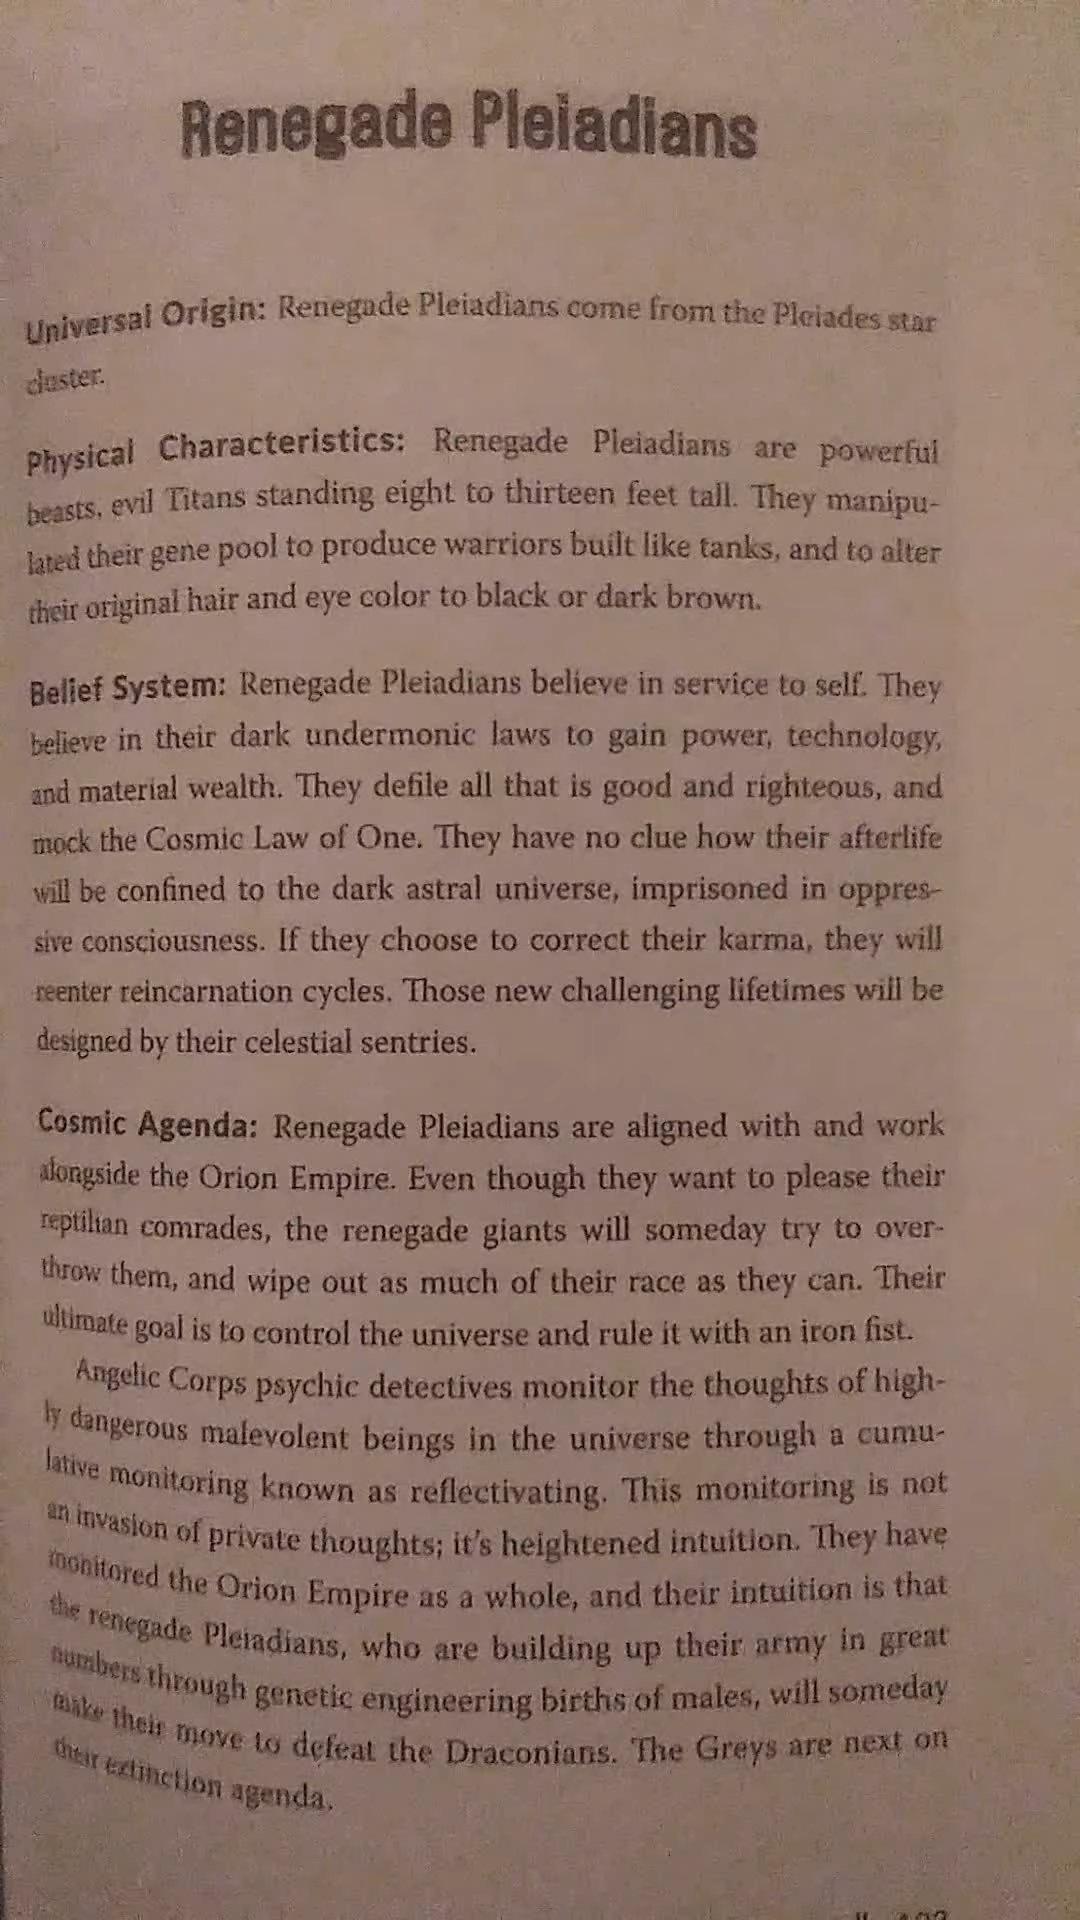 Renegade Pleiadians
Universal Origin: Renegade Pleiadians come from the Pleiades star
cluster.
Physical Characteristics: Renegade Pleiadians are powerful
beasts, evil Titans standing eight to thirteen feet tall. They manipu-
lated their gene pool to produce warriors built like tanks, and to alter
their original hair and eye color to black or dark brown.
Belief System: Renegade Pleiadians believe in service to self. They
believe in their dark undermonic laws to gain power, technology,
and material wealth. They defile all that is good and righteous, and
mock the Cosmic Law of One. They have no clue how their afterlife
will be confined to the dark astral universe, imprisoned in oppres-
sive consciousness. If they choose to correct their karma, they will
reenter reincarnation cycles. Those new challenging lifetimes will be
designed by their celestial sentries.
Cosmic Agenda: Renegade Pleiadians are aligned with and work
alongside the Orion Empire. Even though they want to please their
reptilian comrades, the renegade giants will someday try to over-
throw them, and wipe out as much of their race as they can. Their
ultimate goal is to control the universe and rule it with an iron fist.
Angelic Corps psychic detectives monitor the thoughts of high-
ly dangerous malevolent beings in the universe through a cumu-
lative monitoring known as reflectivating. This monitoring is not
an invasion of private thoughts; it's heightened intuition. They have
monitored the Orion Empire as a whole, and their intuition is that
the renegade Pleiadians, who are building up their army in great
numbers through genetic engineering births of males, will someday
make their move to defeat the Draconians. The Greys are next on
their extinction agenda.